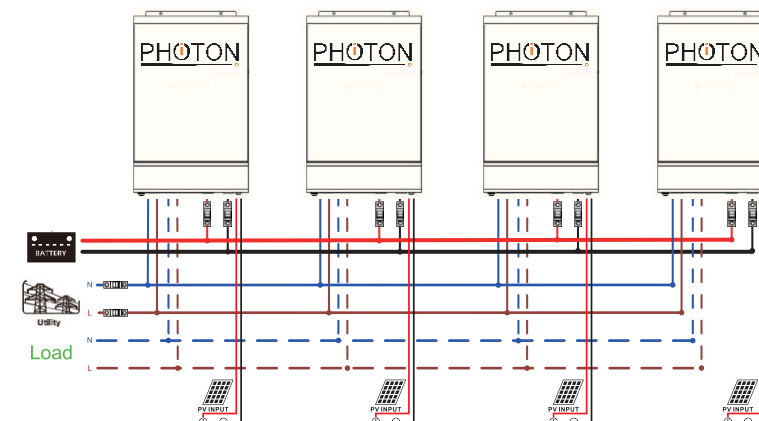 PHOTON PHOTON PHOTON PHOTON
BATTERY
N
L
Utility
N
Load
L
PV INPUT PV INPUT PV INPUT PV INPUT